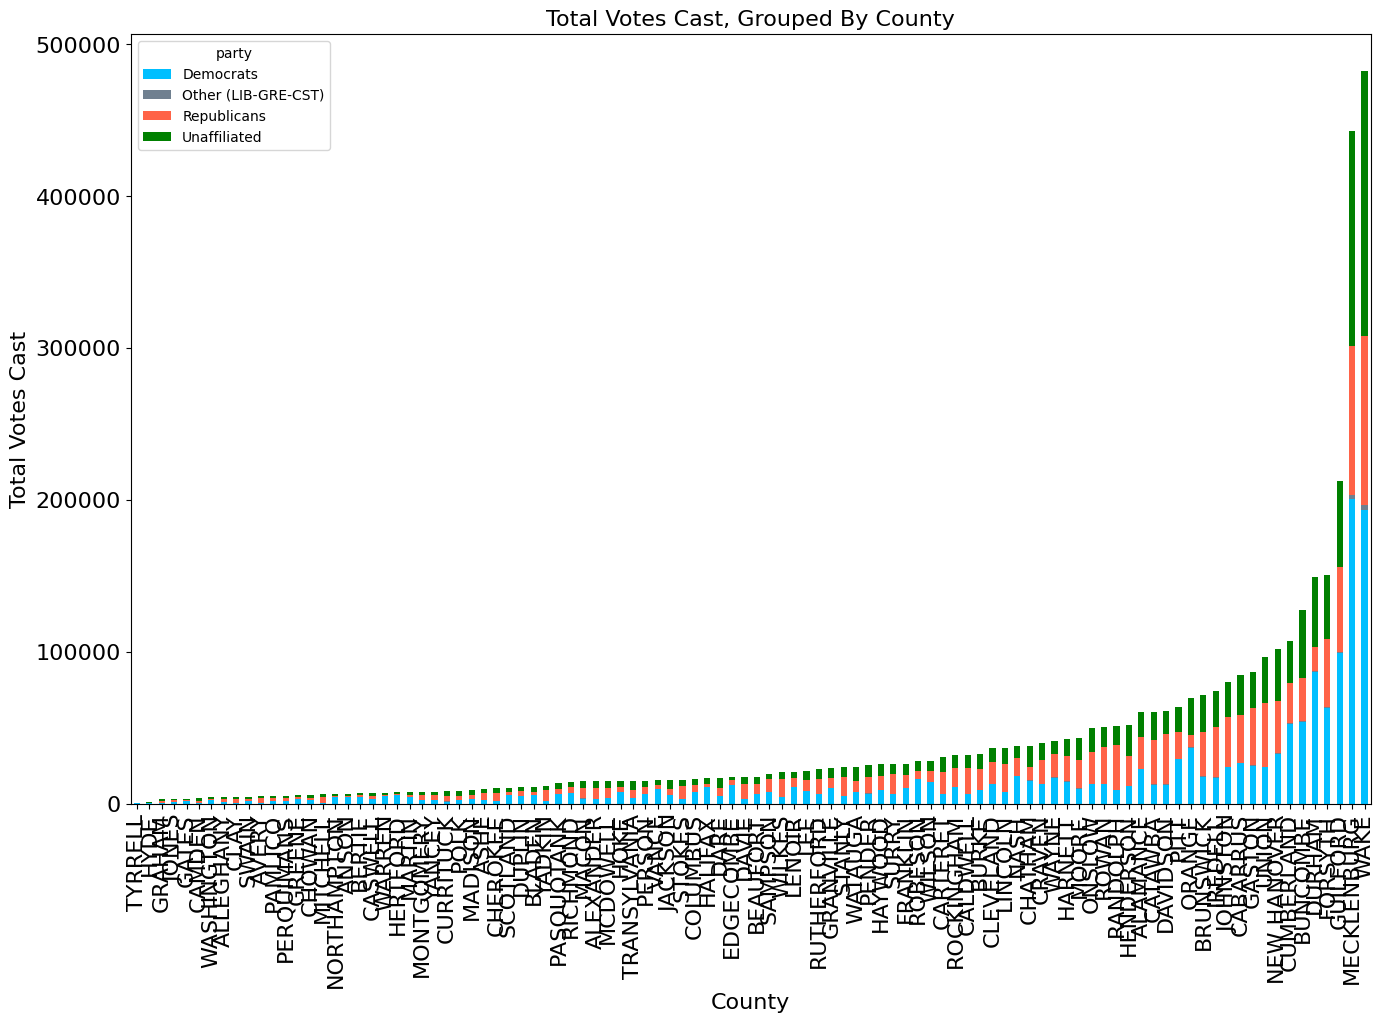 Total Votes Cast, Grouped By County
party
Democrats
Other (LIB-GRE-CST)
Republicans
Unaffiliated
500000
400000
300000
200000
100000
0
Total Votes Cast
TYRRELL
HYDE
GRAHAM
JONES
GATES
CAMDEN
WASHINGTON
ALLEGHANY
CLAY
SWAIN
AVERY
PAMLICO
PERQUIMANS
GREENE
CHOWAN
MITCHELL
NORTHAMPTON
ANSON
BERTIE
CASWELL
WARREN
HERTFORD
MARTIN
MONTGOMERY
YANCEY
CURRITUCK
POLK
MADISON
ASHE
CHEROKEE
SCOTLAND
DUPLIN
BLADEN
YADKIN
PASQUOTANK
RICHMOND
MACON
ALEXANDER
MCDOWELL
TRANSYLVANIA
PERSON
VANCE
JACKSON
STOKES
COLUMBUS
HALIFAX
DARE
EDGECOMBE
DAVIE
BEAUFORT
SAMPSON
WILKES
LENOIR
LEE
RUTHERFORD
GRANVILLE
STANLY
WATAUGA
PENDER
HAYWOOD
SURRY
FRANKLIN
ROBESON
WILSON
CARTERET
ROCKINGHAM
CALDWELL
BURKE
CLEVELAND
LINCOLN
NASH
CHATHAM
CRAVEN
WAYNE
HARNETT
MOORE
ONSLOW
ROWAN
RANDOLPH
HENDERSON
ALAMANCE
CATAWBA
DAVIDSON
PITT
ORANGE
BRUNSWICK
IREDELL
JOHNSTON
CABARRUS
GASTON
UNION
NEW HANOVER
CUMBERLAND
BUNCOMBE
DURHAM
FORSYTH
GUILFORD
MECKLENBURG
WAKE
County